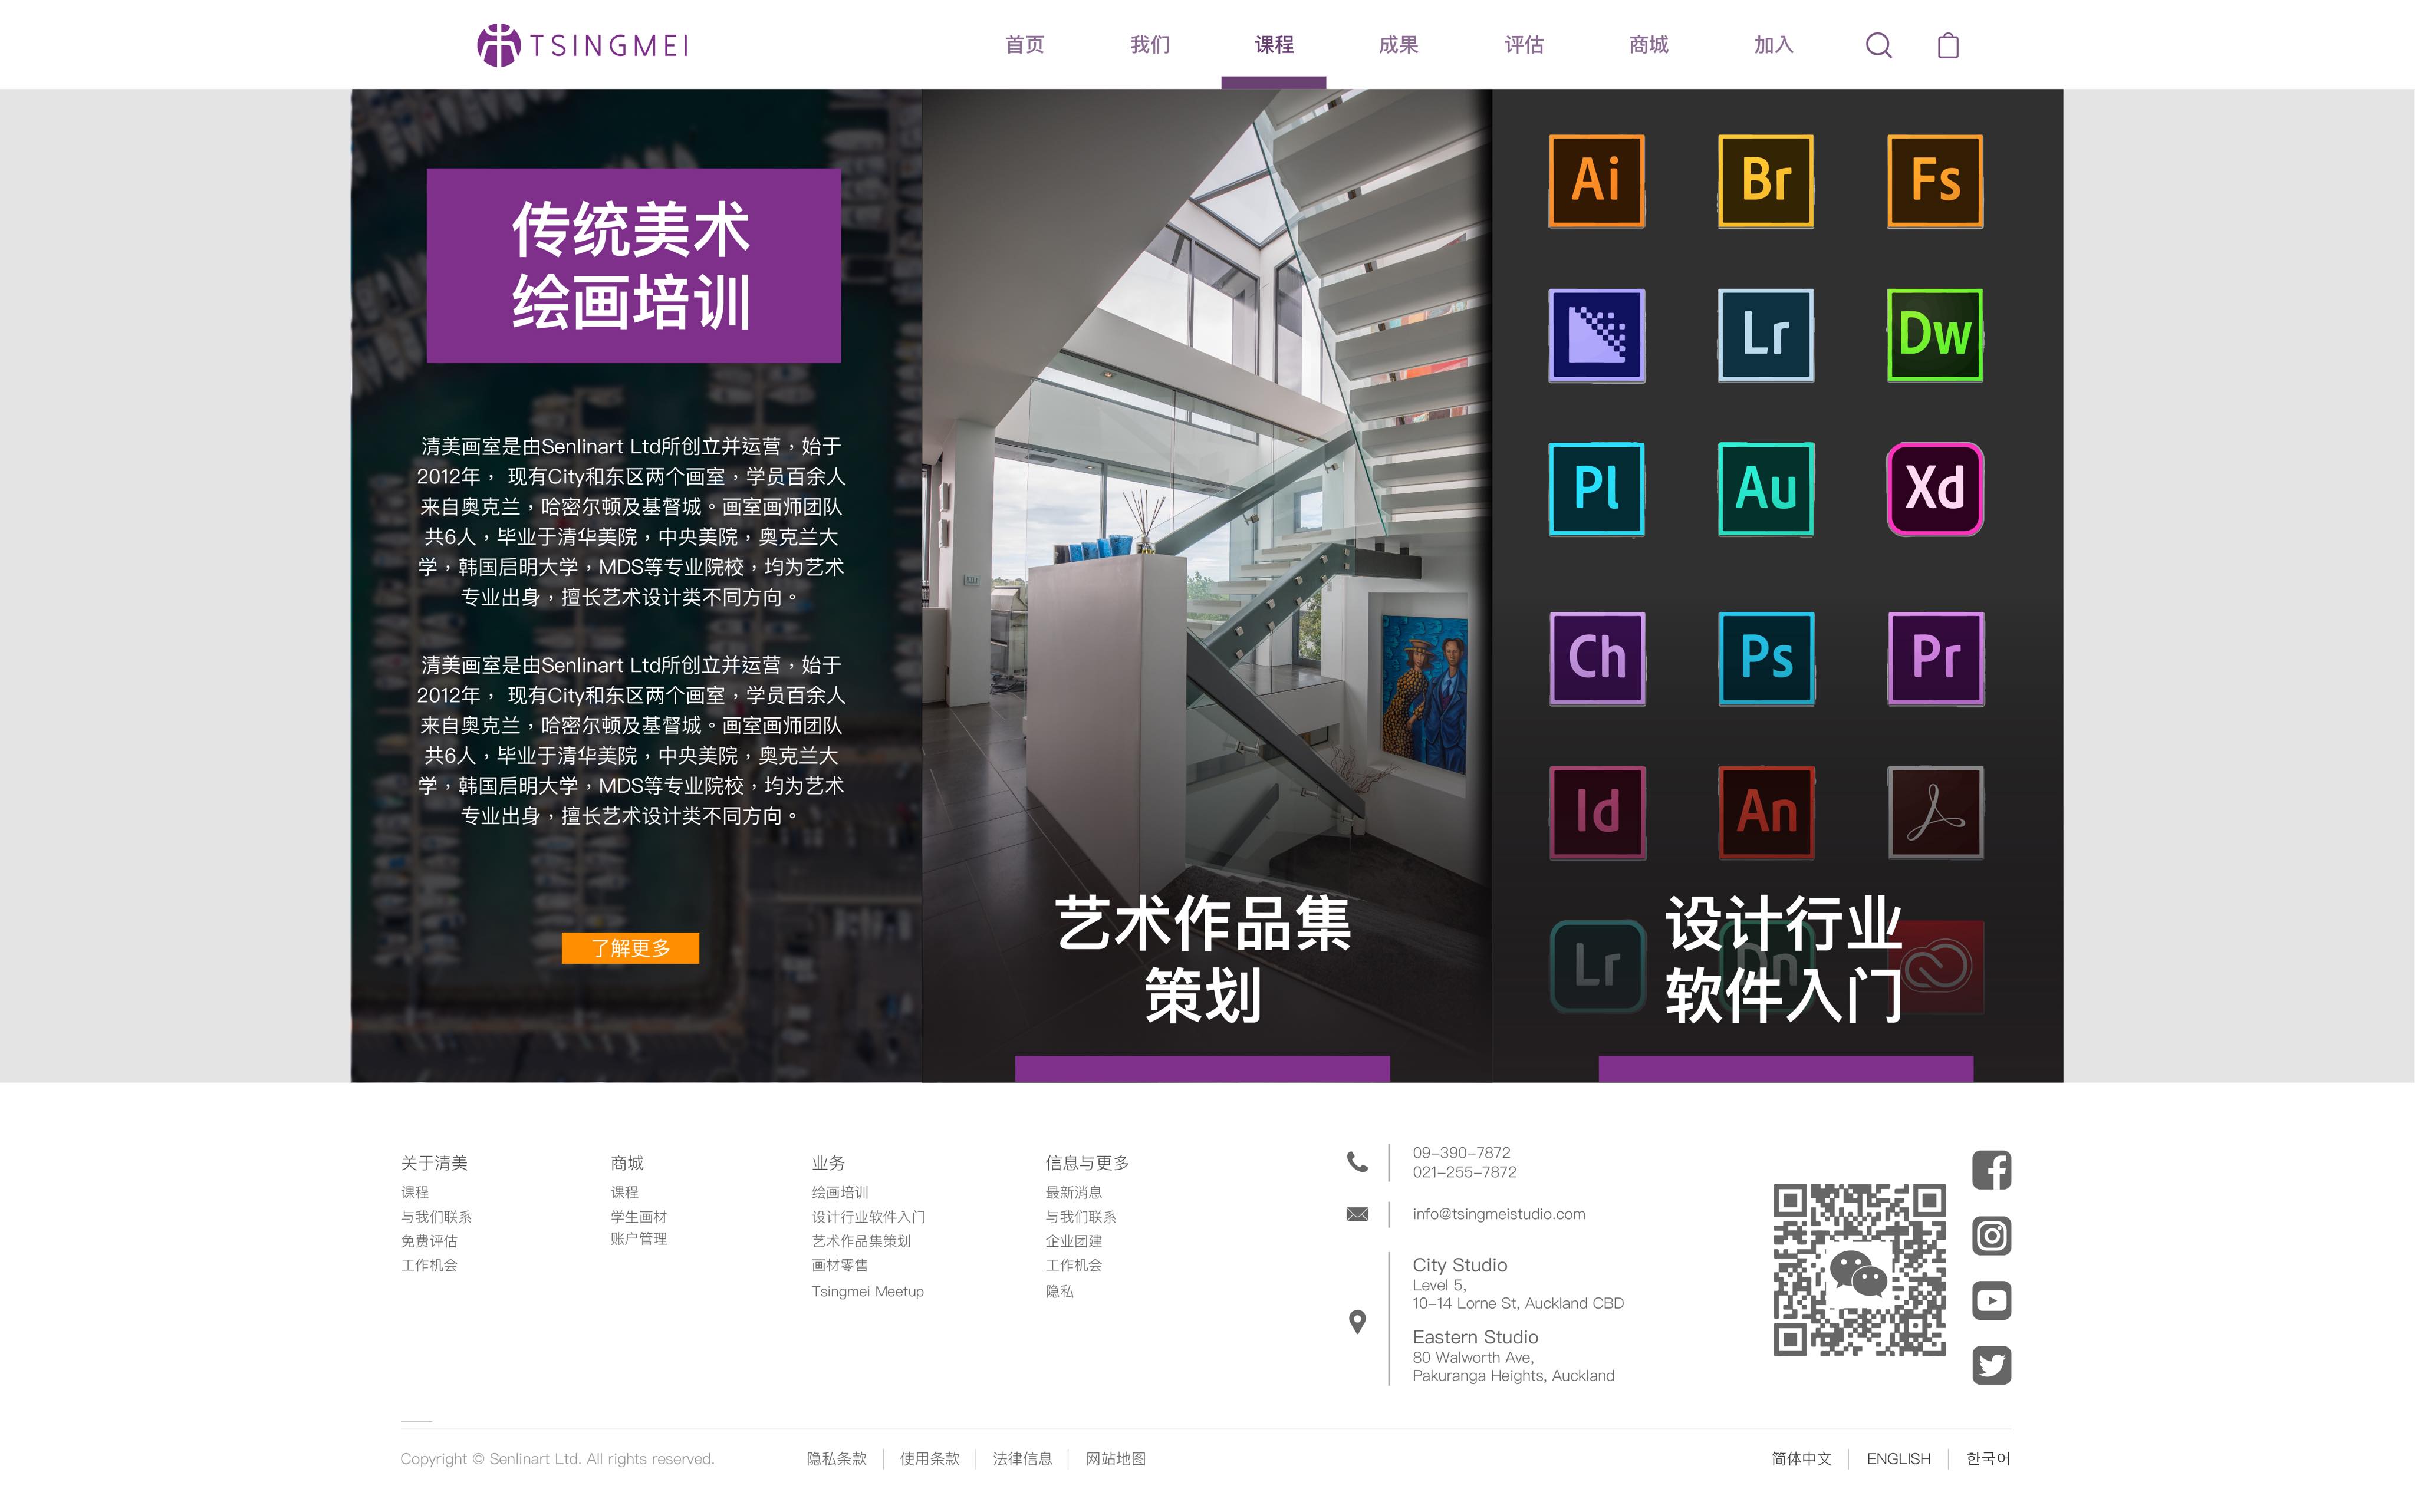 TSINGMEI
首页 我们 课程 成果 评估 商城 加入
传统美术
绘画培训
清美画室是由Senlinart Ltd所创立并运营，始于
2012年， 现有City和东区两个画室，学员百余人
来自奥克兰，哈密尔顿及基督城。画室画师团队
共6人，毕业于清华美院，中央美院，奥克兰大
学，韩国启明大学，MDS等专业院校，均为艺术
专业出身，擅长艺术设计类不同方向。
清美画室是由Senlinart Ltd所创立并运营，始于
2012年， 现有City和东区两个画室，学员百余人
来自奥克兰，哈密尔顿及基督城。画室画师团队
共6人，毕业于清华美院，中央美院，奥克兰大
学，韩国启明大学，MDS等专业院校，均为艺术
专业出身，擅长艺术设计类不同方向。
了解更多
艺术作品集
策划
Ai Br Fs
Lr Dw
Pl Au Xd
Ch Ps Pr
Id An
Lr Dn
设计行业
软件入门
关于清美
课程
与我们联系
免费评估
工作机会
商城
课程
学生画材
账户管理
业务
绘画培训
设计行业软件入门
艺术作品集策划
画材零售
Tsingmei Meetup
信息与更多
最新消息
与我们联系
企业团建
工作机会
隐私
09-390-7872
021-255-7872
info@tsingmeistudio.com
City Studio
Level 5,
10-14 Lorne St, Auckland CBD
Eastern Studio
80 Walworth Ave,
Pakuranga Heights, Auckland
Copyright © Senlinart Ltd. All rights reserved.
隐私条款 使用条款 法律信息 网站地图
简体中文 ENGLISH 한국어